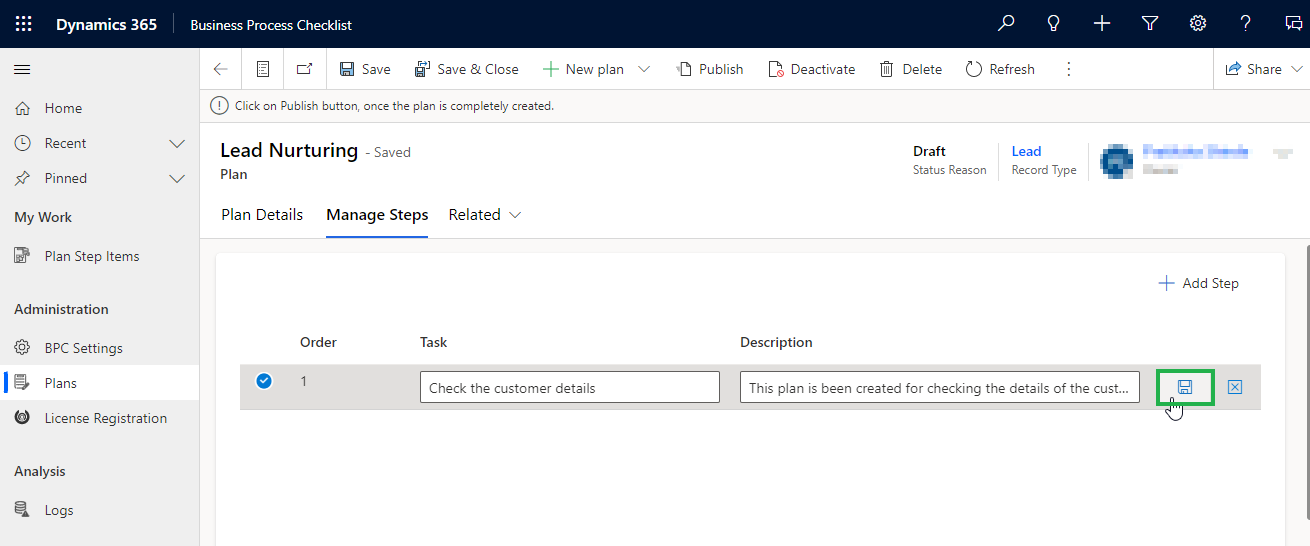 Dynamics 365 Business Process Checklist
Save Save & Close New plan Publish Deactivate Delete Refresh Share
Click on Publish button, once the plan is completely created.
Home
Recent
Pinned
My Work
Plan Step Items
Administration
BPC Settings
Plans
License Registration
Analysis
Logs
Lead Nurturing - Saved
Plan
Draft
Status Reason
Lead
Record Type
Plan Details Manage Steps Related
Add Step
Order Task Description
1 Check the customer details This plan is been created for checking the details of the cust...